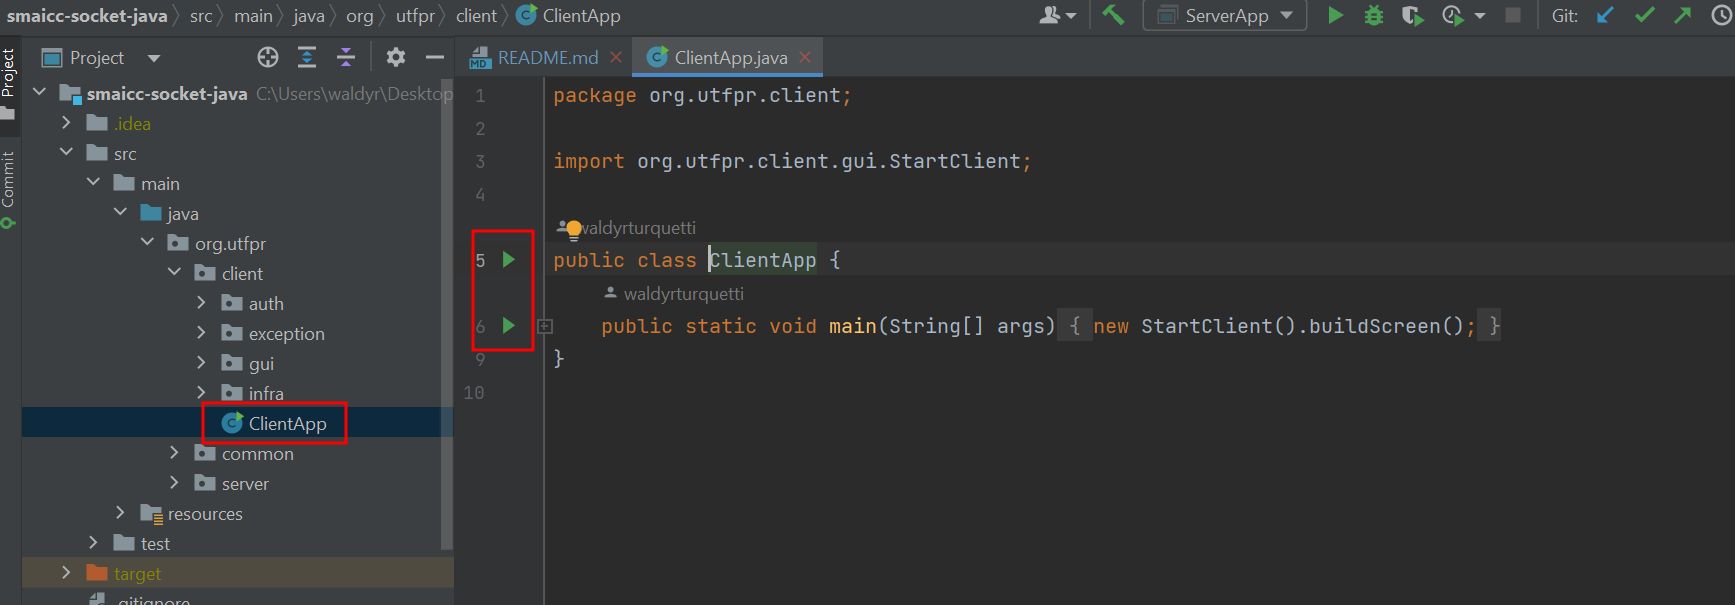 smaicc-socket-java src main java org utfpr client ClientApp
ServerApp Git:
Project
Commit
Project
smaicc-socket-java C:\Users\waldyr\Desktop
.idea
src
main
java
org.utfpr
client
auth
exception
gui
infra
ClientApp
common
server
resources
test
target
.gitignore
README.md ClientApp.java
1 package org.utfpr.client;
2
3 import org.utfpr.client.gui.StartClient;
4
waldyrturquetti
5 public class ClientApp {
waldyrturquetti
6 public static void main(String[] args) { new StartClient().buildScreen(); }
9 }
10